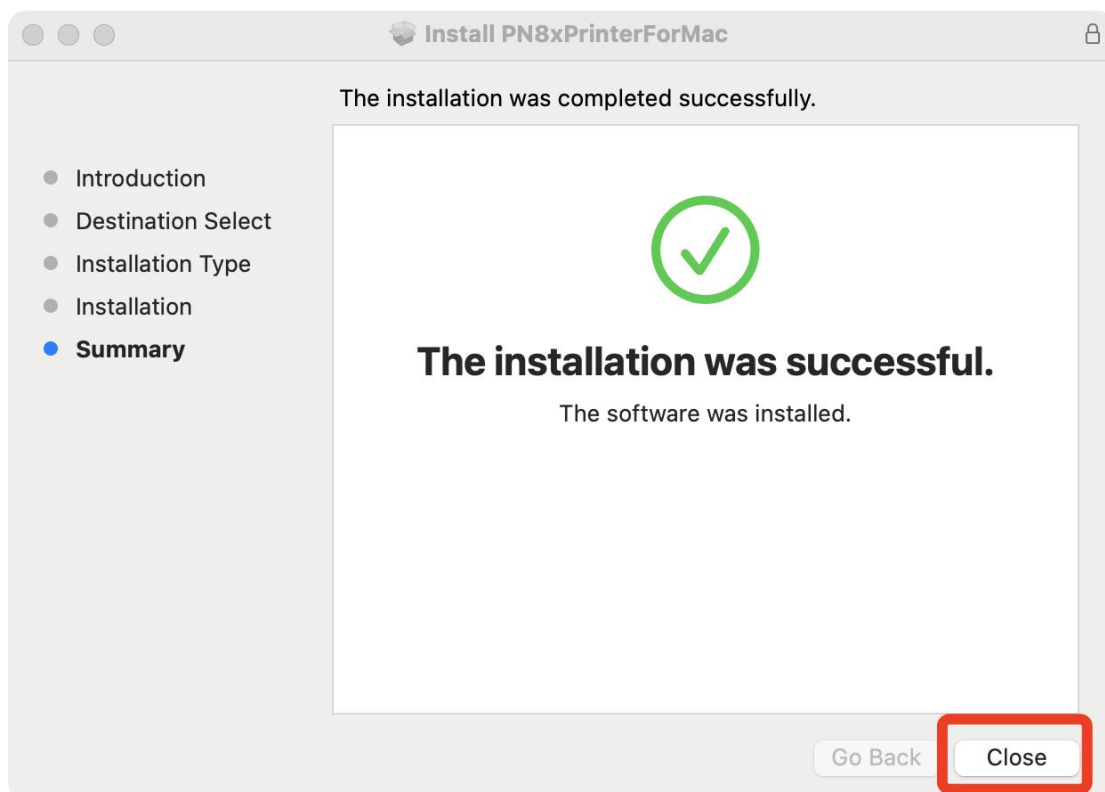 Install PN8xPrinterForMac
The installation was completed successfully.
Introduction
Destination Select
Installation Type
Installation
Summary
The installation was successful.
The software was installed.
Go Back
Close